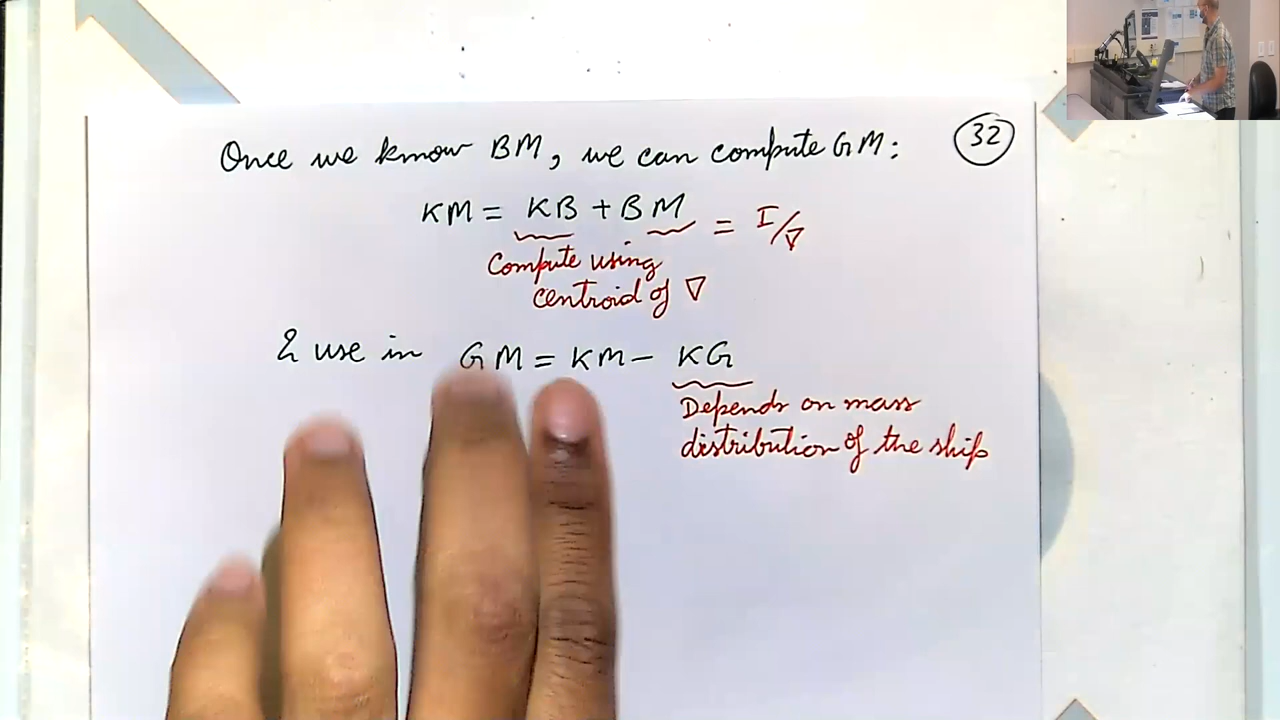 Once we know BM, we can compute GM: 32
KM = KB + BM = I/∇
Compute using
centroid of ∇
& use in GM = KM - KG
Depends on mass
distribution of the ship